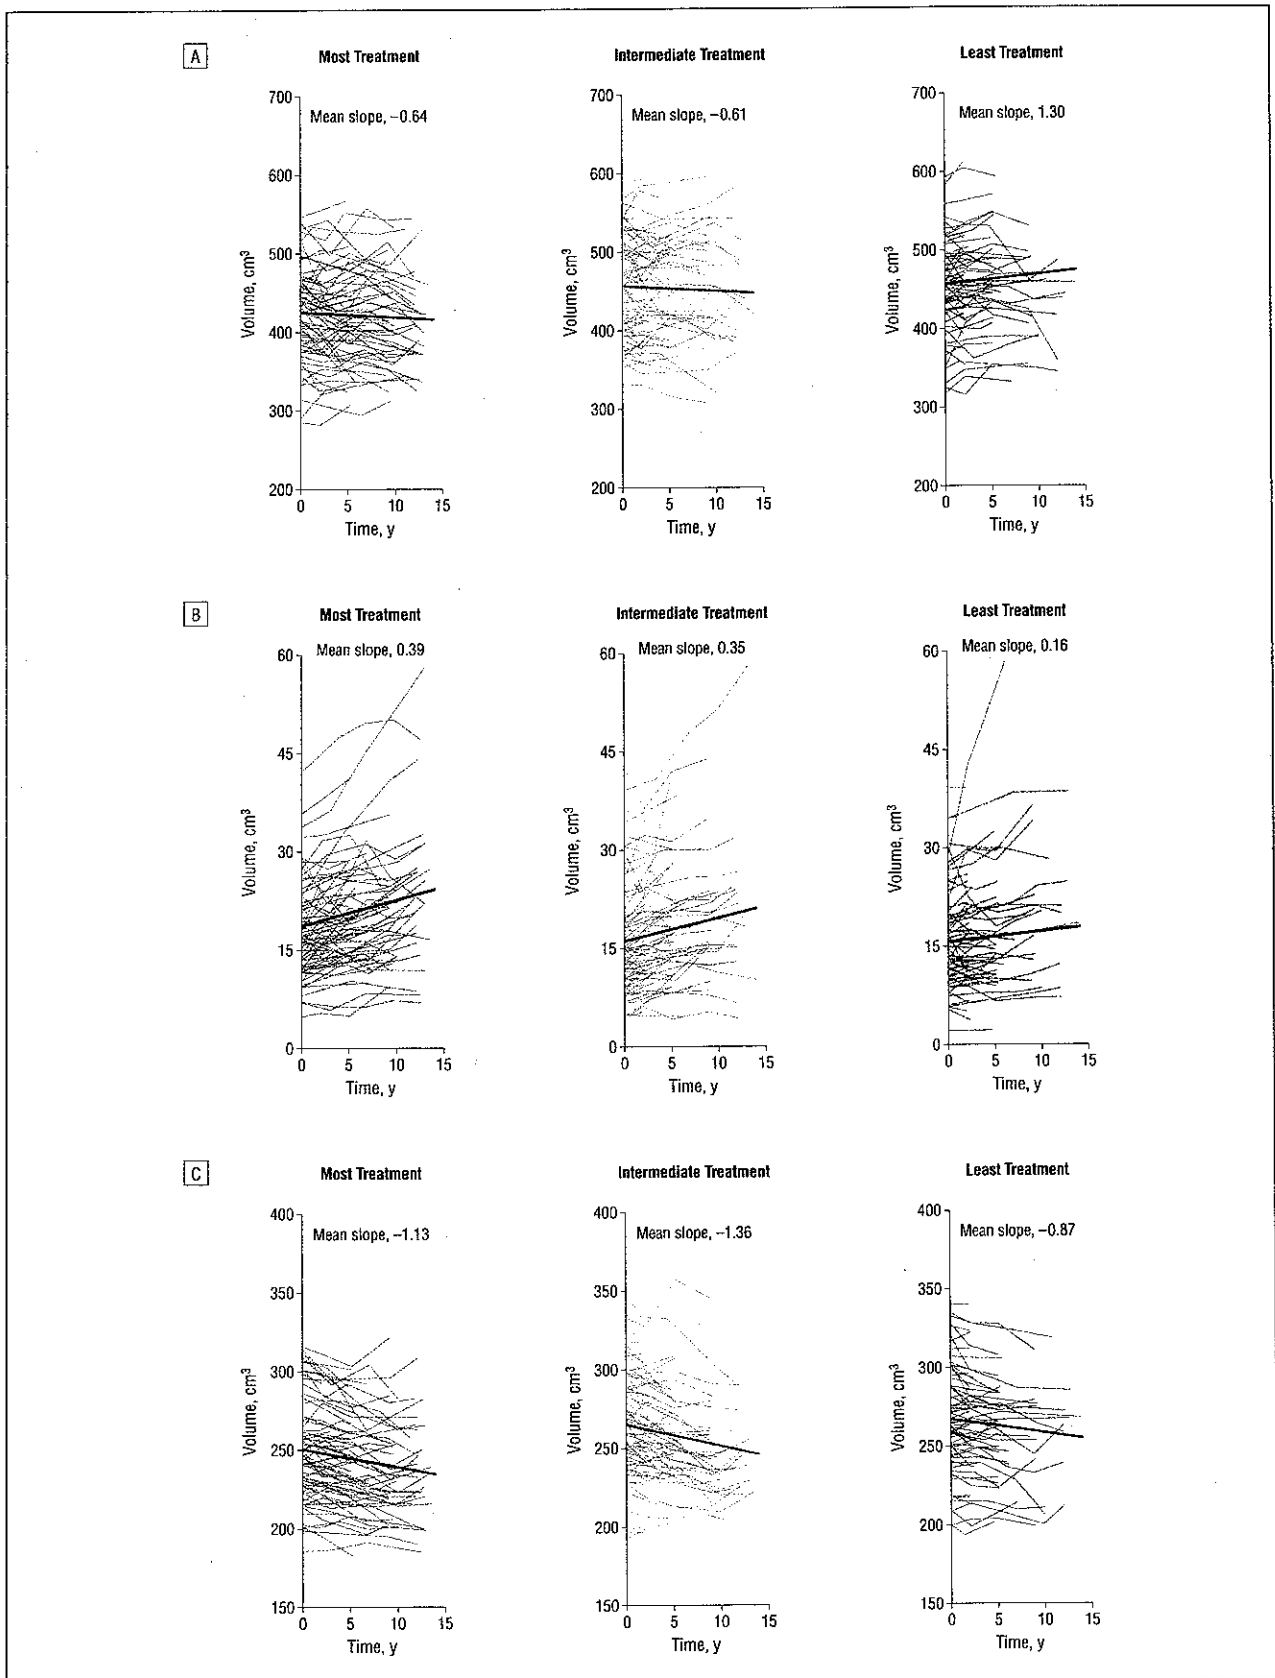 A
Most Treatment
Intermediate Treatment
Least Treatment
Mean slope, −0.64
Mean slope, −0.61
Mean slope, 1.30
700
600
500
400
300
200
Volume, cm³
0 5 10 15
Time, y
700
600
500
400
300
200
Volume, cm³
0 5 10 15
Time, y
700
600
500
400
300
200
Volume, cm³
0 5 10 15
Time, y
B
Most Treatment
Intermediate Treatment
Least Treatment
Mean slope, 0.39
Mean slope, 0.35
Mean slope, 0.16
60
45
30
15
0
Volume, cm³
0 5 10 15
Time, y
60
45
30
15
0
Volume, cm³
0 5 10 15
Time, y
60
45
30
15
0
Volume, cm³
0 5 10 15
Time, y
C
Most Treatment
Intermediate Treatment
Least Treatment
Mean slope, −1.13
Mean slope, −1.36
Mean slope, −0.87
400
350
300
250
200
150
Volume, cm³
0 5 10 15
Time, y
400
350
300
250
200
150
Volume, cm³
0 5 10 15
Time, y
400
350
300
250
200
150
Volume, cm³
0 5 10 15
Time, y